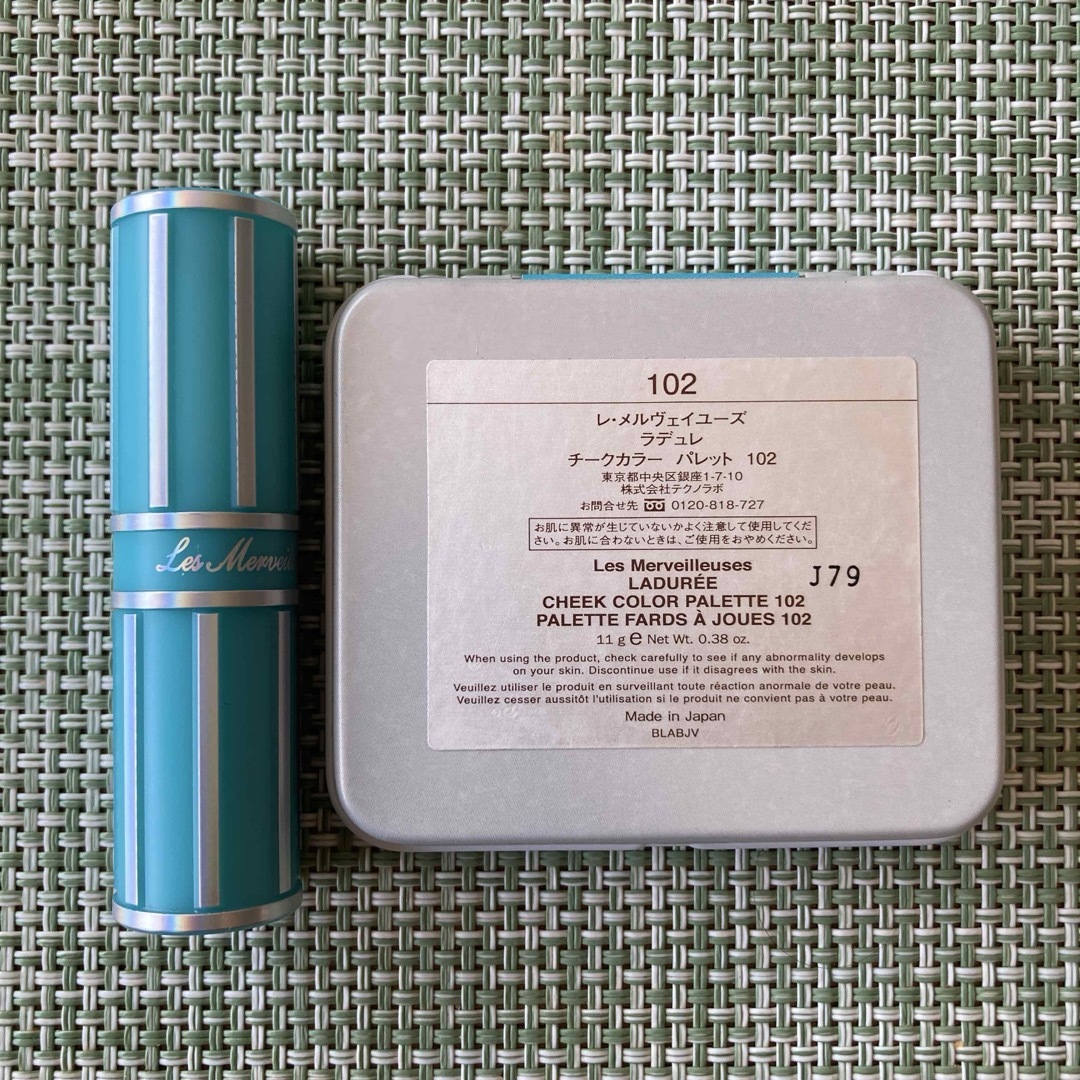 Les Merveil
102
レ・メルヴェイユーズ
ラデュレ
チークカラー パレット 102
東京都中央区銀座1-7-10
株式会社テクノラボ
お問合せ先 0120-818-727
お肌に異常が生じていないかよく注意して使用してくだ
さい。お肌に合わないときは、ご使用をおやめください。
Les Merveilleuses
LADURÉE
J79
CHEEK COLOR PALETTE 102
PALETTE FARDS À JOUES 102
11 g e Net Wt. 0.38 oz.
When using the product, check carefully to see if any abnormality develops
on your skin. Discontinue use if it disagrees with the skin.
Veuillez utiliser le produit en surveillant toute réaction anormale de votre peau.
Veuillez cesser aussitôt l'utilisation si le produit ne convient pas à votre peau.
Made in Japan
BLABJV